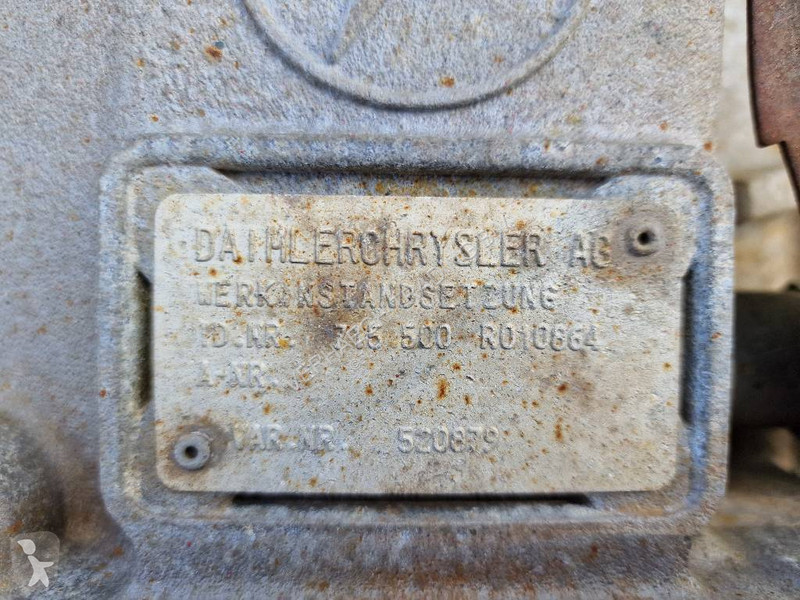 DAIMLERCHRYSLER AG
WERKINSTANDSETZUNG
ID.NR. 715 500 R010864
A-NR.
VAR.NR. 520879